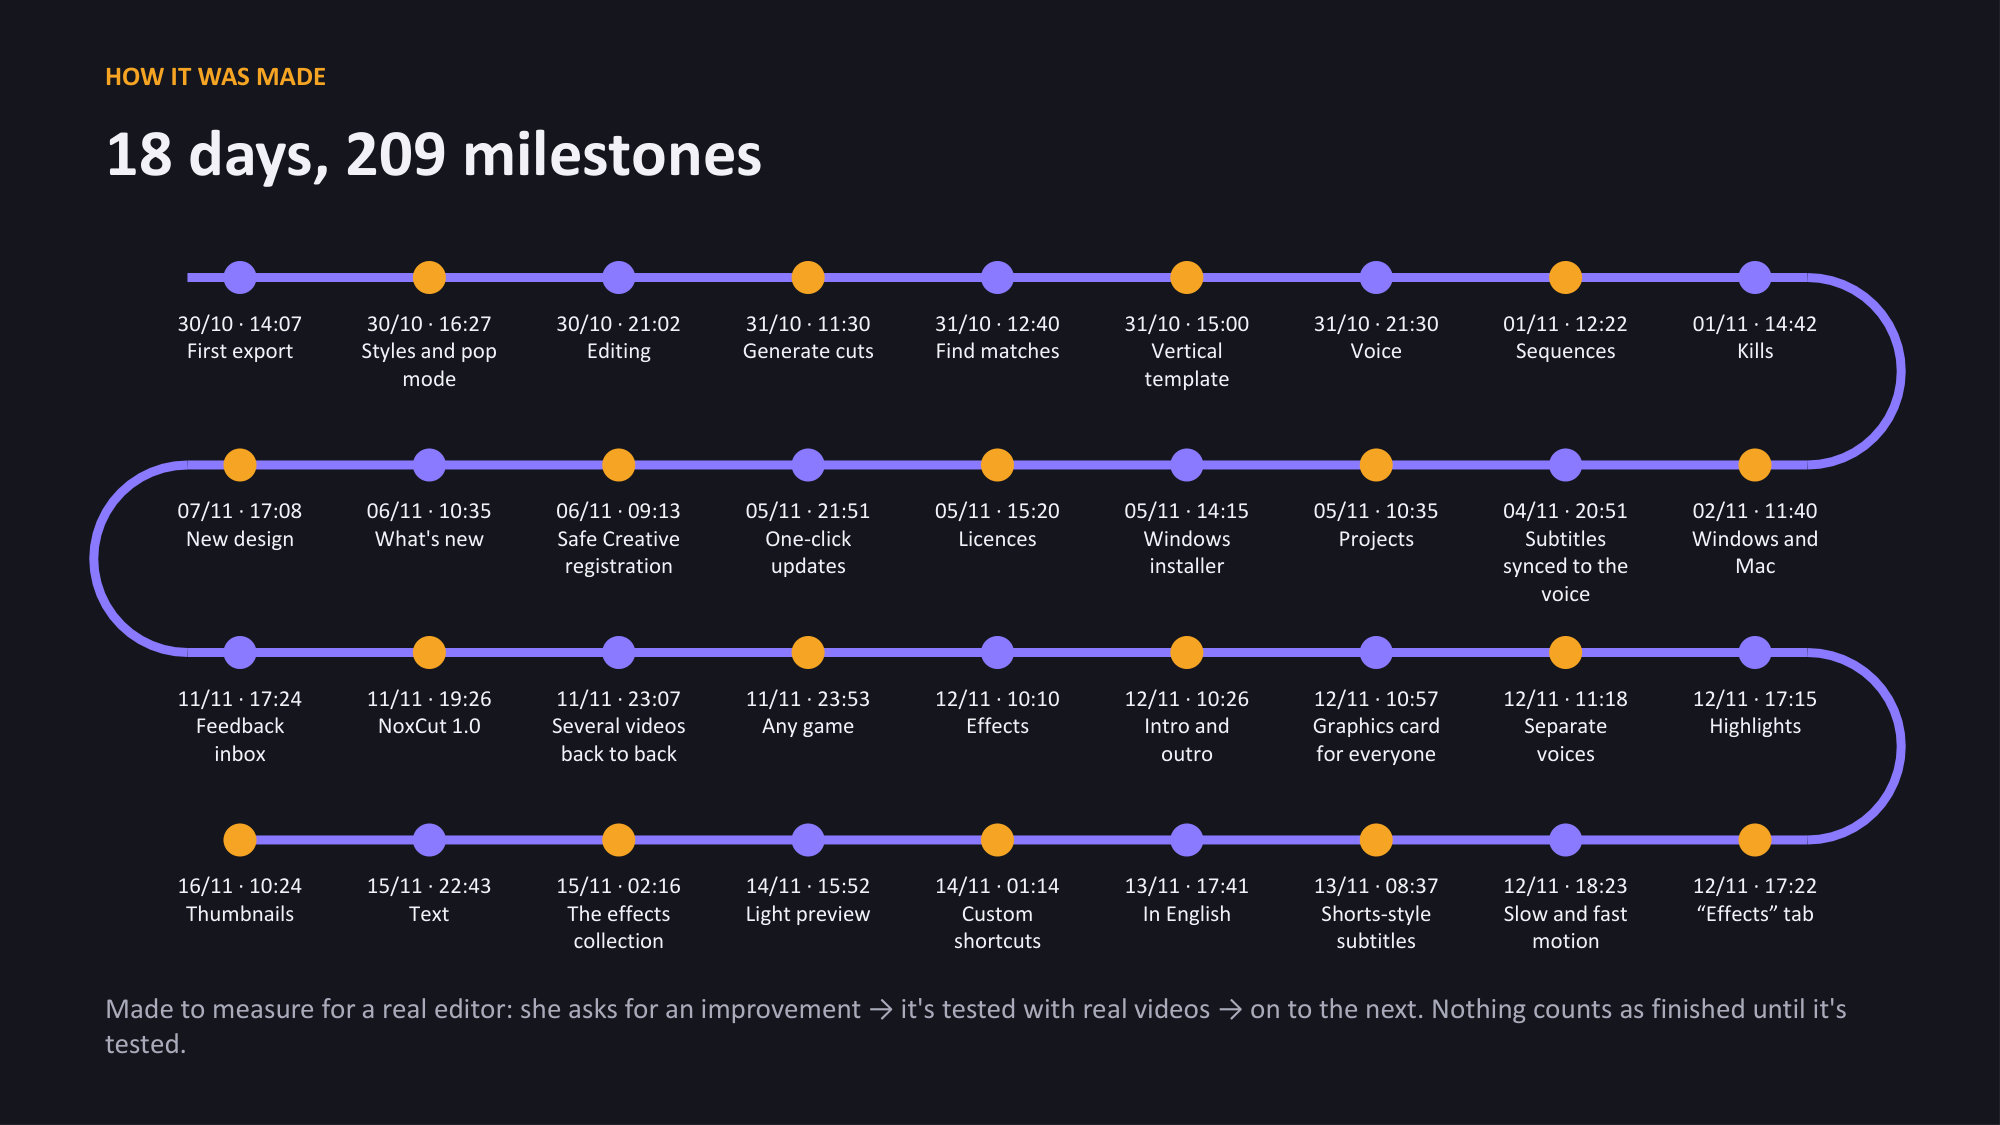 HOW IT WAS MADE
18 days, 209 milestones
30/10 · 14:07
First export
30/10 · 16:27
Styles and pop
mode
30/10 · 21:02
Editing
31/10 · 11:30
Generate cuts
31/10 · 12:40
Find matches
31/10 · 15:00
Vertical
template
31/10 · 21:30
Voice
01/11 · 12:22
Sequences
01/11 · 14:42
Kills
07/11 · 17:08
New design
06/11 · 10:35
What's new
06/11 · 09:13
Safe Creative
registration
05/11 · 21:51
One-click
updates
05/11 · 15:20
Licences
05/11 · 14:15
Windows
installer
05/11 · 10:35
Projects
04/11 · 20:51
Subtitles
synced to the
voice
02/11 · 11:40
Windows and
Mac
11/11 · 17:24
Feedback
inbox
11/11 · 19:26
NoxCut 1.0
11/11 · 23:07
Several videos
back to back
11/11 · 23:53
Any game
12/11 · 10:10
Effects
12/11 · 10:26
Intro and
outro
12/11 · 10:57
Graphics card
for everyone
12/11 · 11:18
Separate
voices
12/11 · 17:15
Highlights
16/11 · 10:24
Thumbnails
15/11 · 22:43
Text
15/11 · 02:16
The effects
collection
14/11 · 15:52
Light preview
14/11 · 01:14
Custom
shortcuts
13/11 · 17:41
In English
13/11 · 08:37
Shorts-style
subtitles
12/11 · 18:23
Slow and fast
motion
12/11 · 17:22
“Effects” tab
Made to measure for a real editor: she asks for an improvement → it's tested with real videos → on to the next. Nothing counts as finished until it's
tested.